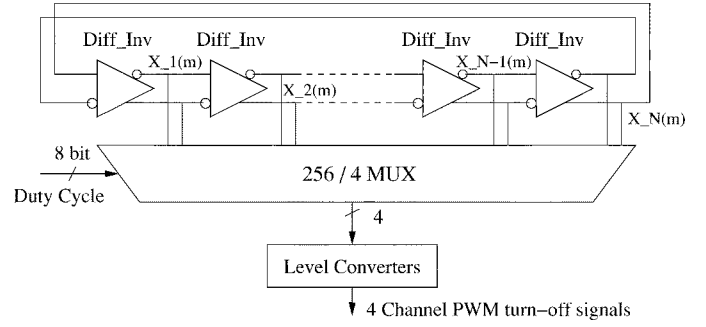 Diff_Inv Diff_Inv Diff_Inv Diff_Inv
X_1(m) X_N−1(m)
X_2(m)
X_N(m)
8 bit
Duty Cycle
256 / 4 MUX
4
Level Converters
4 Channel PWM turn−off signals